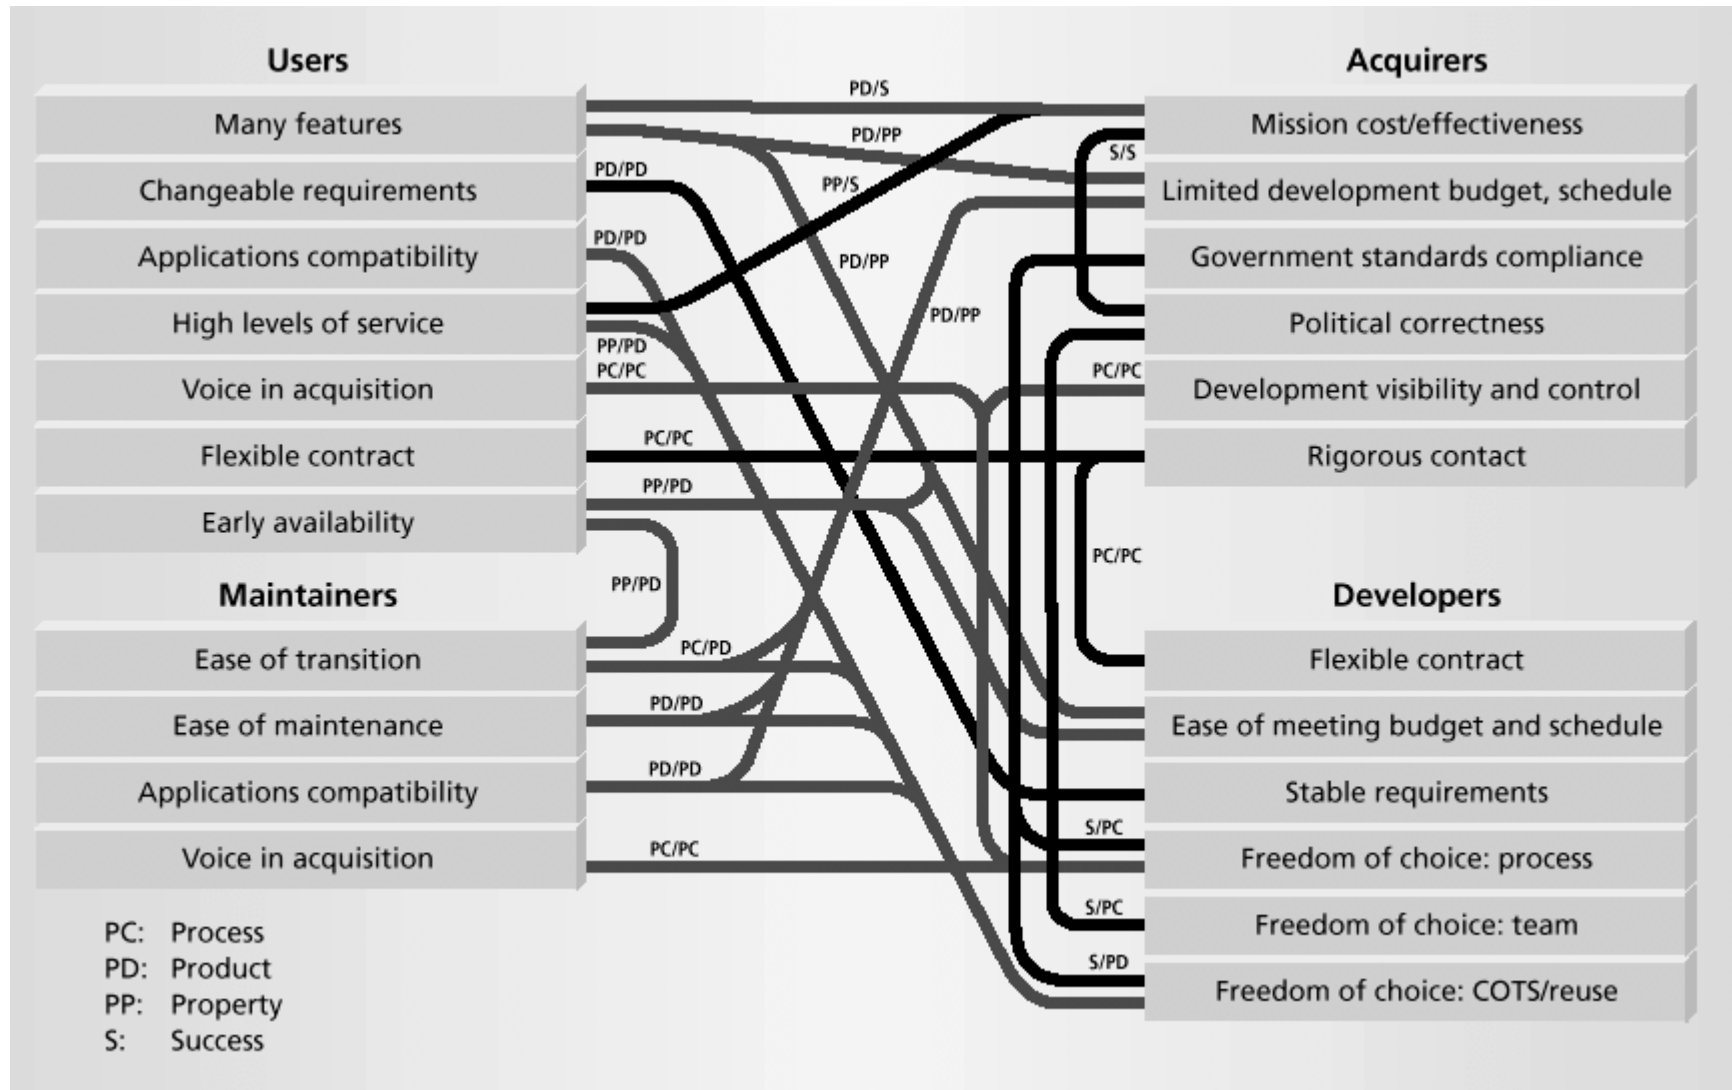 Users
Many features
Changeable requirements
Applications compatibility
High levels of service
Voice in acquisition
Flexible contract
Early availability
Maintainers
Ease of transition
Ease of maintenance
Applications compatibility
Voice in acquisition
PC: Process
PD: Product
PP: Property
S: Success
PD/S
PD/PP
PD/PD
PP/S
PD/PD
PD/PP
PD/PP
PP/PD
PC/PC
PC/PC
PP/PD
PP/PD
PC/PD
PD/PD
PD/PD
PC/PC
S/S
PC/PC
PC/PC
S/PC
S/PC
S/PD
Acquirers
Mission cost/effectiveness
Limited development budget, schedule
Government standards compliance
Political correctness
Development visibility and control
Rigorous contact
Developers
Flexible contract
Ease of meeting budget and schedule
Stable requirements
Freedom of choice: process
Freedom of choice: team
Freedom of choice: COTS/reuse